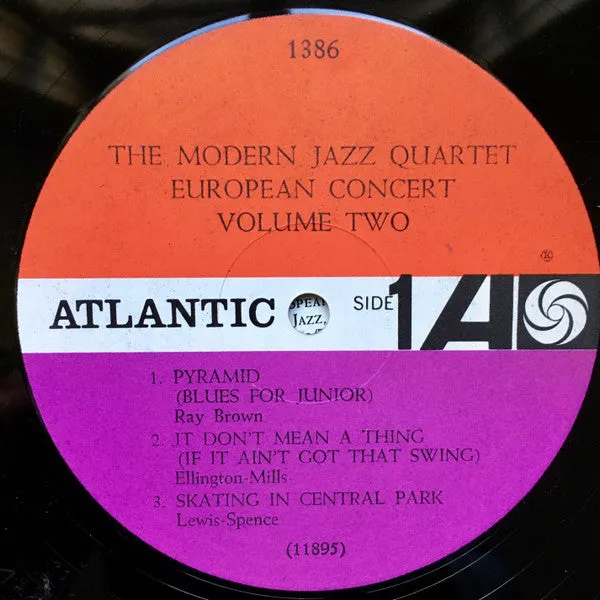 1386
THE MODERN JAZZ QUARTET
EUROPEAN CONCERT
VOLUME TWO
®
ATLANTIC
JAZZ,
SIDE 1 A
1. PYRAMID
(BLUES FOR JUNIOR)
Ray Brown
2. IT DON'T MEAN A THING
(IF IT AIN'T GOT THAT SWING)
Ellington-Mills
3. SKATING IN CENTRAL PARK
Lewis-Spence
(11895)